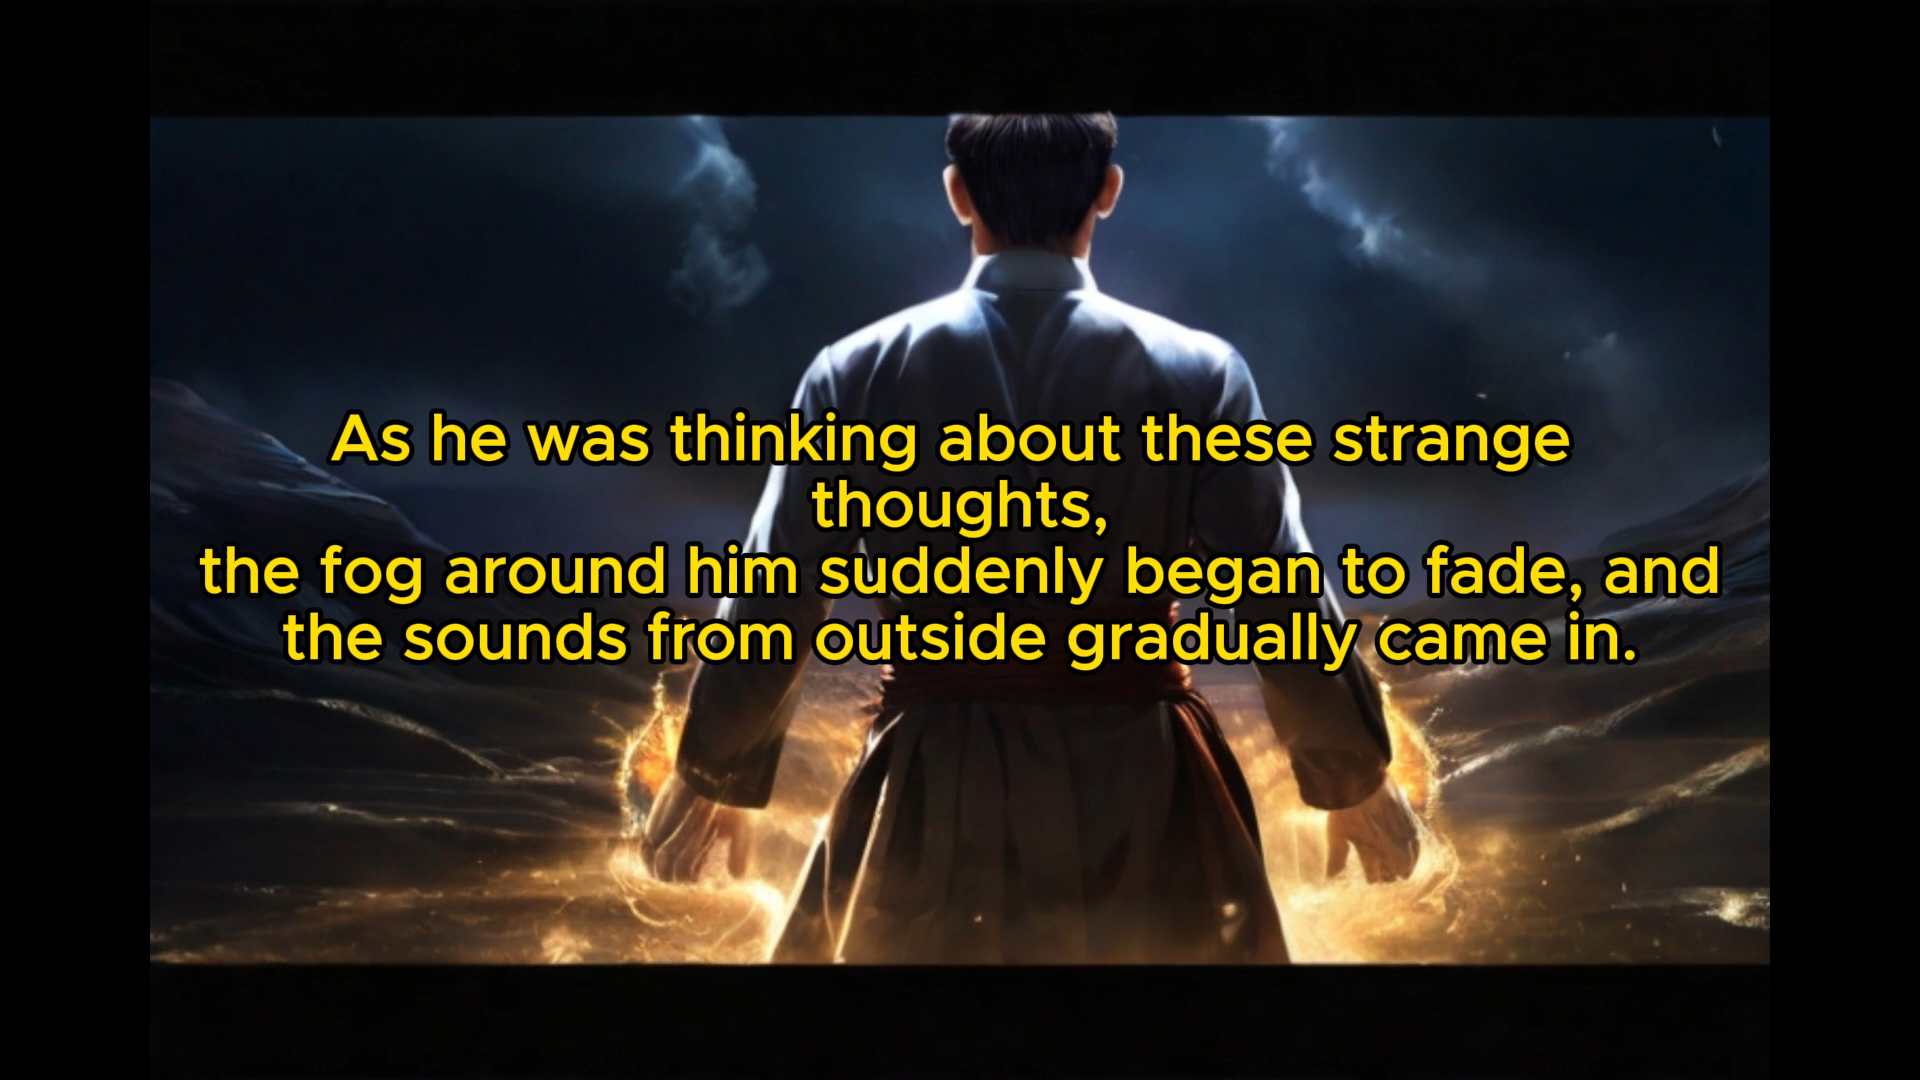 As he was thinking about these strange
thoughts,
the fog around him suddenly began to fade, and
the sounds from outside gradually came in.